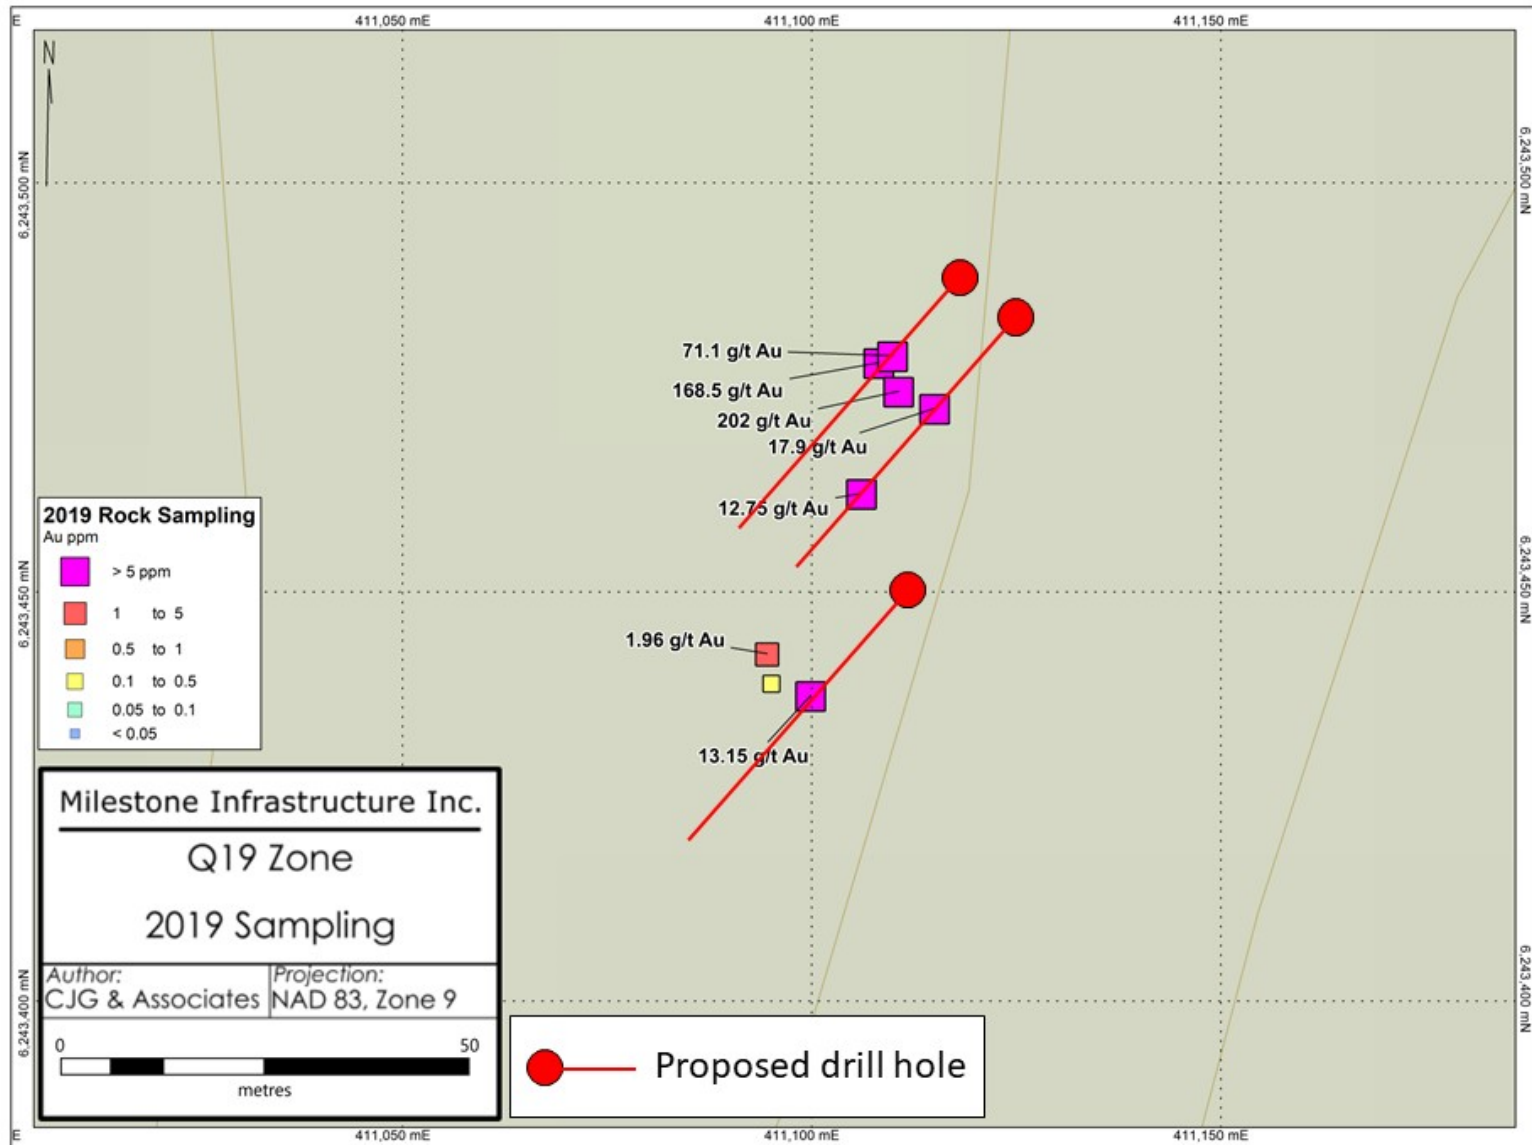 E
411,050 mE
411,100 mE
411,150 mE
N
6,243,500 mN
6,243,500 mN
71.1 g/t Au
168.5 g/t Au
202 g/t Au
17.9 g/t Au
12.75 g/t Au
6,243,450 mN
6,243,450 mN
1.96 g/t Au
13.15 g/t Au
2019 Rock Sampling
Au ppm
> 5 ppm
1 to 5
0.5 to 1
0.1 to 0.5
0.05 to 0.1
< 0.05
Milestone Infrastructure Inc.
Q19 Zone
2019 Sampling
Author:
CJG & Associates
Projection:
NAD 83, Zone 9
0 50
metres
6,243,400 mN
6,243,400 mN
Proposed drill hole
E
411,050 mE
411,100 mE
411,150 mE